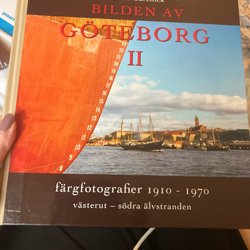 BILDEN AV
GÖTEBORG
II
färgfotografier 1910 - 1970
västerut – södra älvstranden